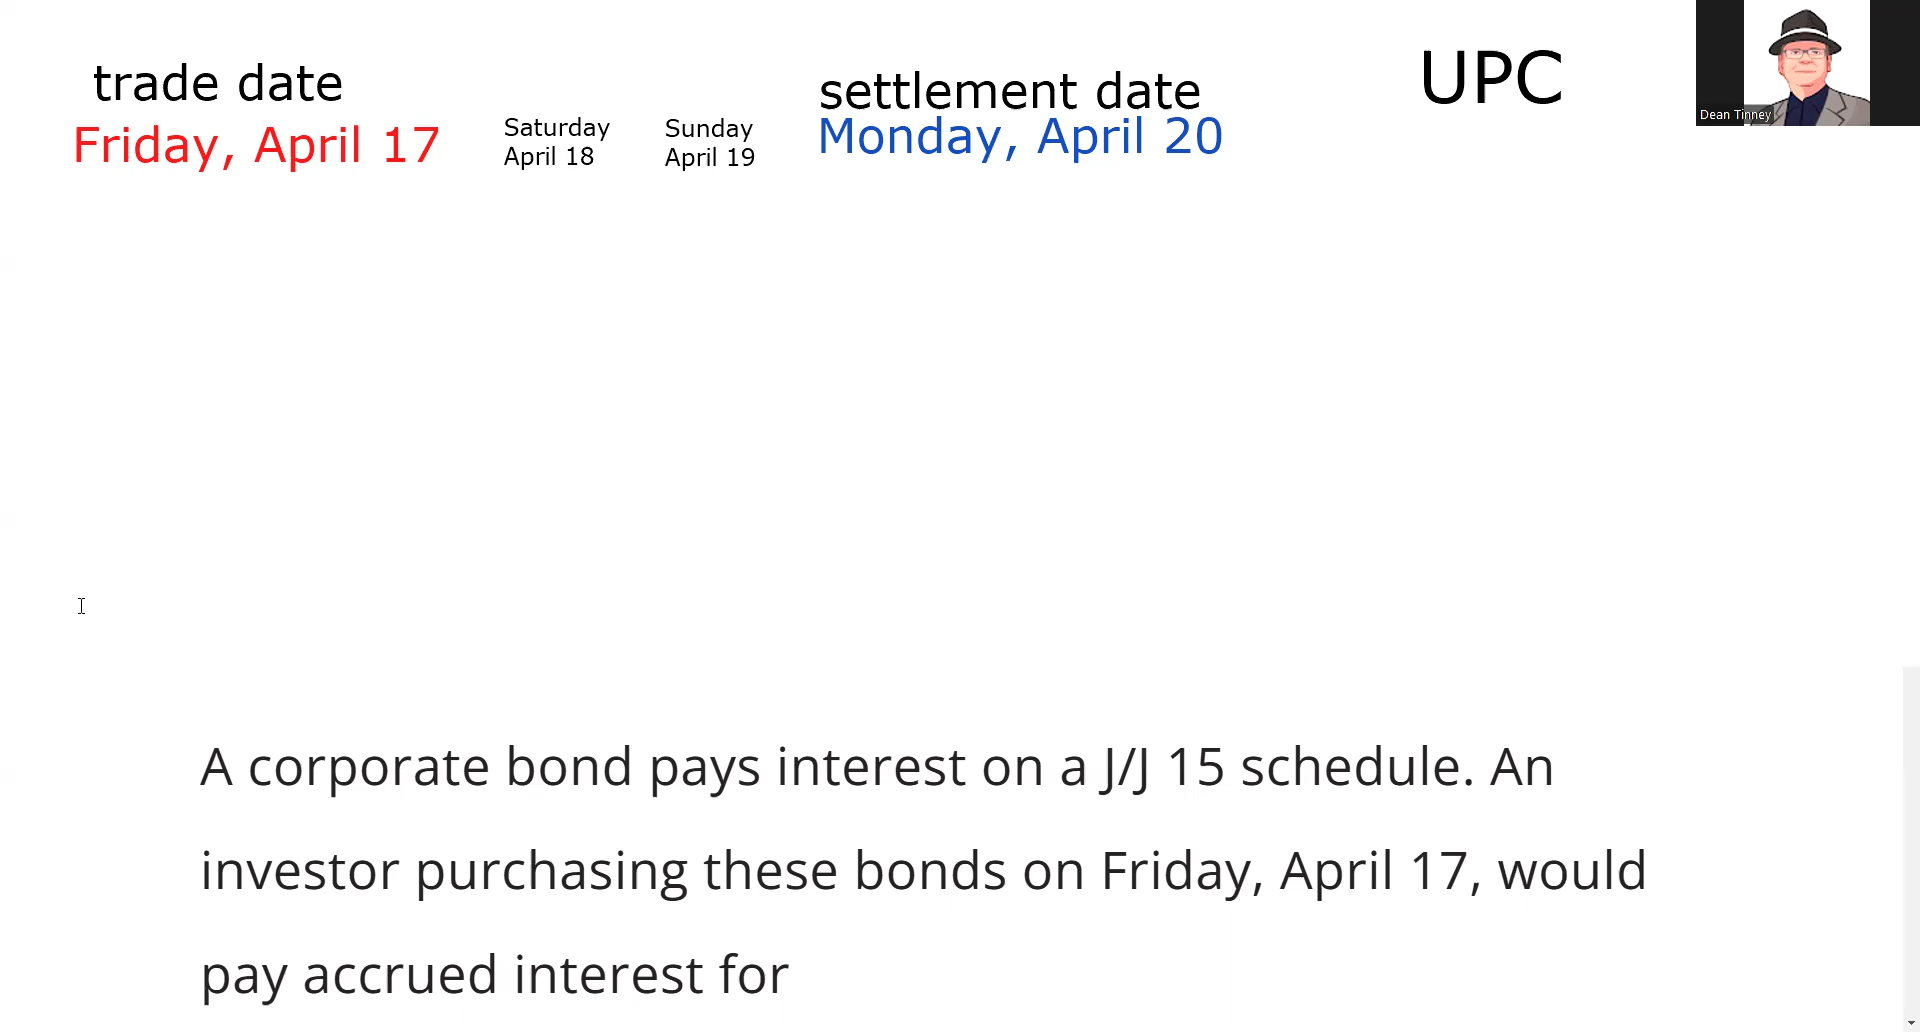 trade date
Friday, April 17
Saturday
April 18
Sunday
April 19
settlement date
Monday, April 20
UPC
Dean Tinney
A corporate bond pays interest on a J/J 15 schedule. An
investor purchasing these bonds on Friday, April 17, would
pay accrued interest for